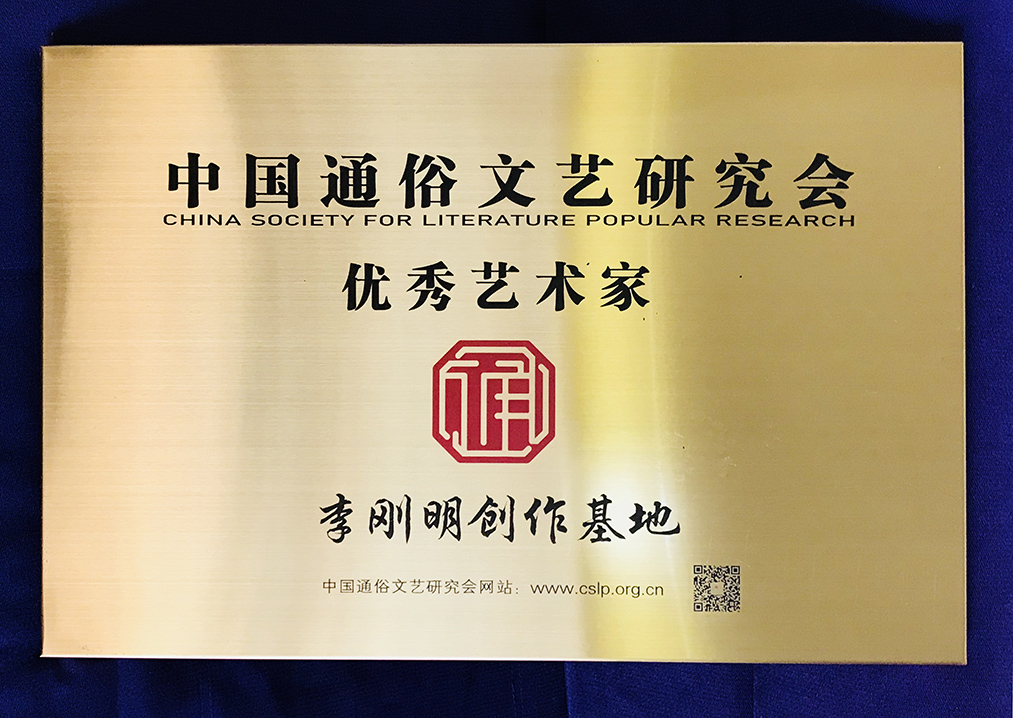 中国通俗文艺研究会
CHINA SOCIETY FOR LITERATURE POPULAR RESEARCH
优秀艺术家
李刚明创作基地
中国通俗文艺研究会网站：www.cslp.org.cn